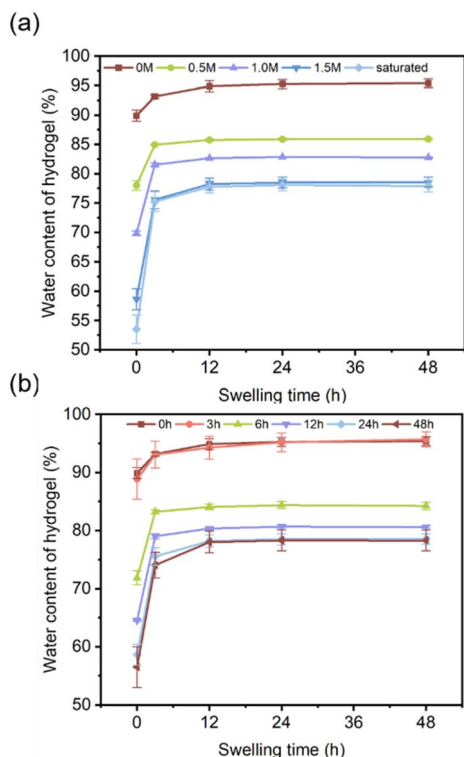 (a)
0M 0.5M 1.0M 1.5M saturated
Water content of hydrogel (%)
100
95
90
85
80
75
70
65
60
55
50
0 12 24 36 48
Swelling time (h)
(b)
0h 3h 6h 12h 24h 48h
Water content of hydrogel (%)
100
90
80
70
60
50
0 12 24 36 48
Swelling time (h)